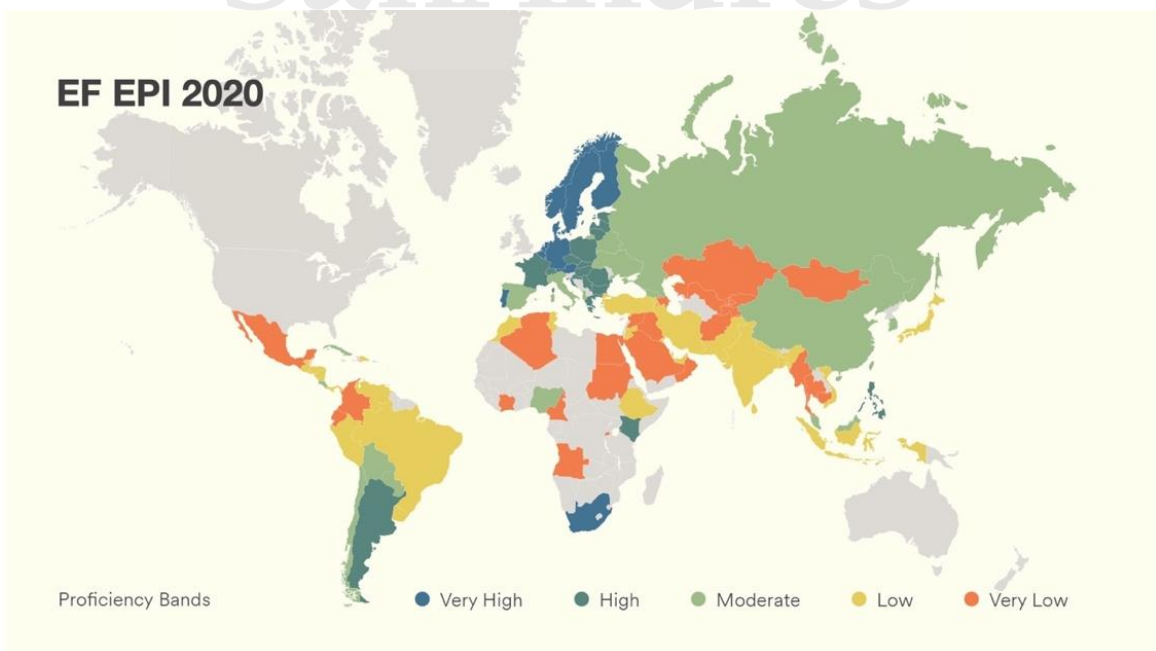 EF EPI 2020
Proficiency Bands
Very High
High
Moderate
Low
Very Low